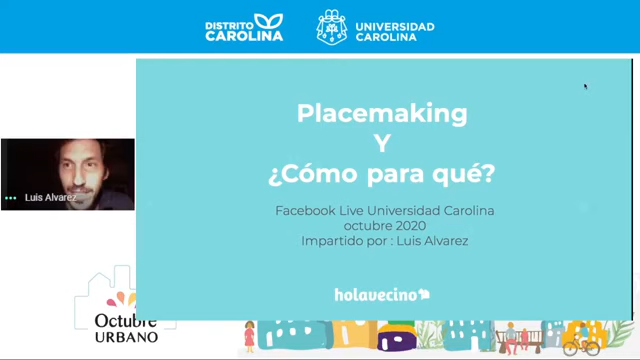 DISTRITO
CAROLINA
UNIVERSIDAD
CAROLINA
Placemaking
Y
¿Cómo para qué?
Facebook Live Universidad Carolina
octubre 2020
Impartido por : Luis Alvarez
holavecino
Luis Alvarez
Octubre
URBANO